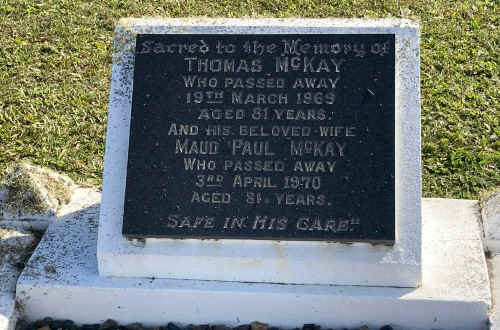 Sacred to the Memory of
THOMAS McKAY
WHO PASSED AWAY
19TH MARCH 1969
AGED 81 YEARS.
AND HIS BELOVED WIFE
MAUD PAUL McKAY
WHO PASSED AWAY
3RD APRIL 1970
AGED 81 YEARS.
SAFE IN HIS CARE"